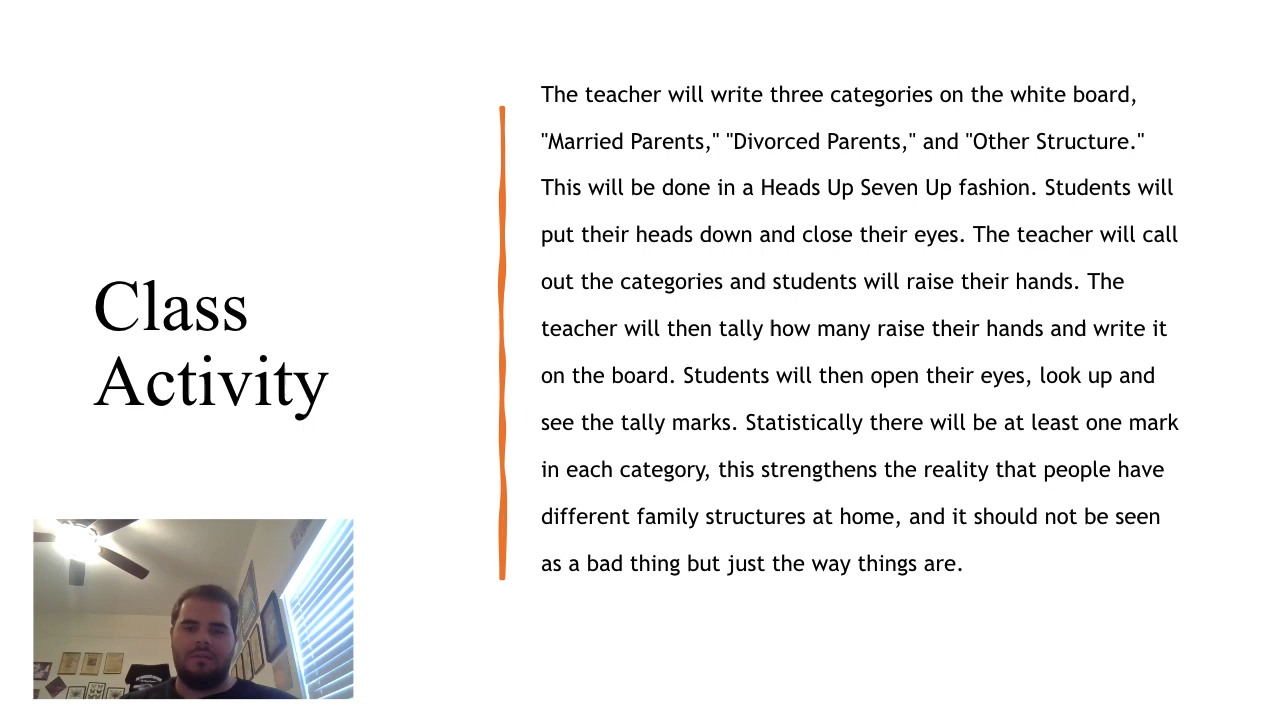 Class
Activity
The teacher will write three categories on the white board,
"Married Parents," "Divorced Parents," and "Other Structure."
This will be done in a Heads Up Seven Up fashion. Students will
put their heads down and close their eyes. The teacher will call
out the categories and students will raise their hands. The
teacher will then tally how many raise their hands and write it
on the board. Students will then open their eyes, look up and
see the tally marks. Statistically there will be at least one mark
in each category, this strengthens the reality that people have
different family structures at home, and it should not be seen
as a bad thing but just the way things are.